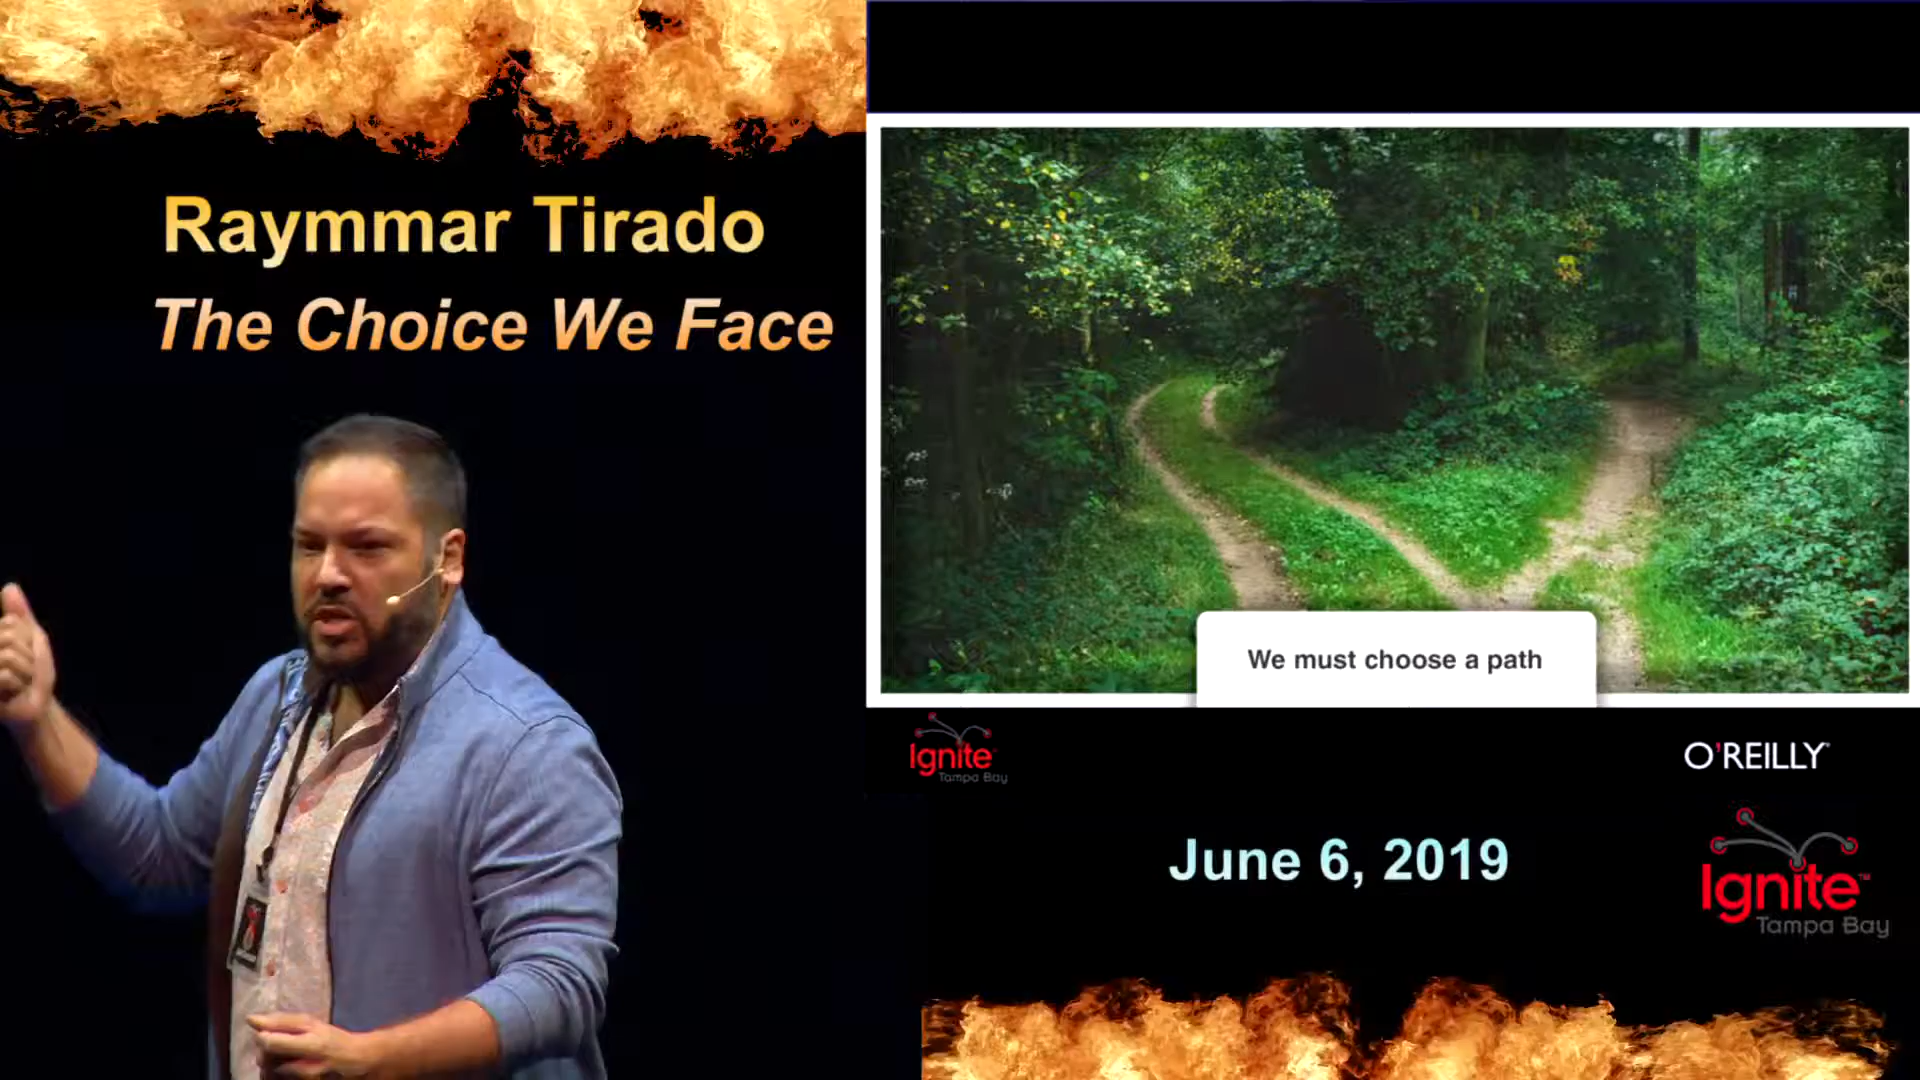 Raymmar Tirado
The Choice We Face
We must choose a path
Ignite
Tampa Bay
O'REILLY
June 6, 2019
Ignite™
Tampa Bay